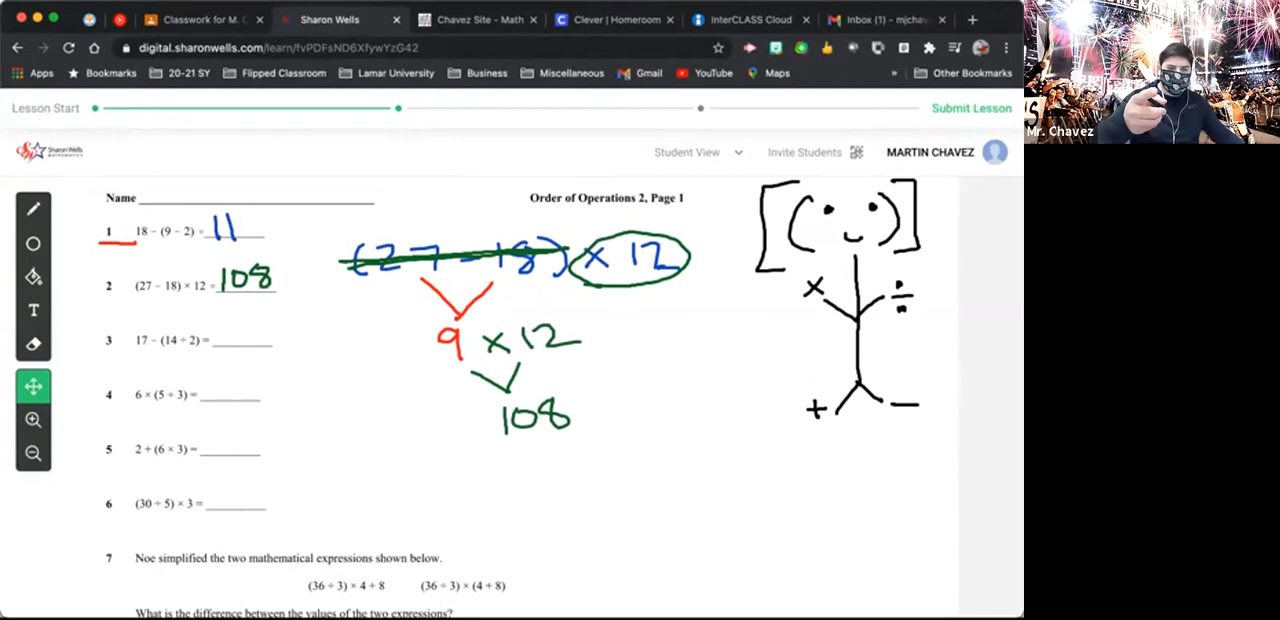 Classwork for M. C
Sharon Wells
Chavez Site - Math
Clever | Homeroom
InterCLASS Cloud
Inbox (1) - mjchav
digital.sharonwells.com/learn/fvPDFsND6XfywYzG42
Apps Bookmarks 20-21 SY Flipped Classroom Lamar University Business Miscellaneous Gmail YouTube Maps » Other Bookmarks
Lesson Start Submit Lesson
Sharon Wells
MATHEMATICS
Student View Invite Students MARTIN CHAVEZ
Mr. Chavez
Name Order of Operations 2, Page 1
1 18 − (9 − 2) = 11
2 (27 − 18) × 12 = 108
3 17 − (14 ÷ 2) =
4 6 × (5 + 3) =
5 2 + (6 × 3) =
6 (30 ÷ 5) × 3 =
7 Noe simplified the two mathematical expressions shown below.
(36 ÷ 3) × 4 + 8 (36 ÷ 3) × (4 + 8)
What is the difference between the values of the two expressions?
(27 - 18) × 12
9 × 12
108
[( )]
× ÷
+ −
T